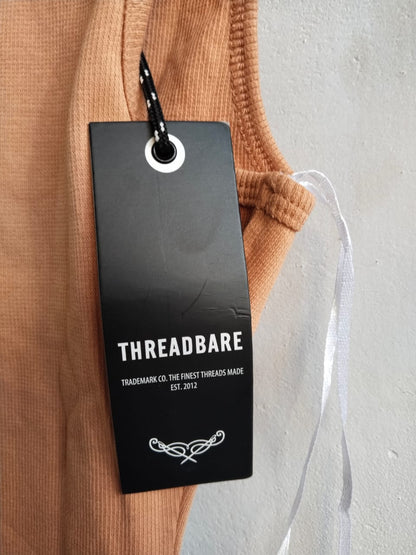 THREADBARE
TRADEMARK CO. THE FINEST THREADS MADE
EST. 2012